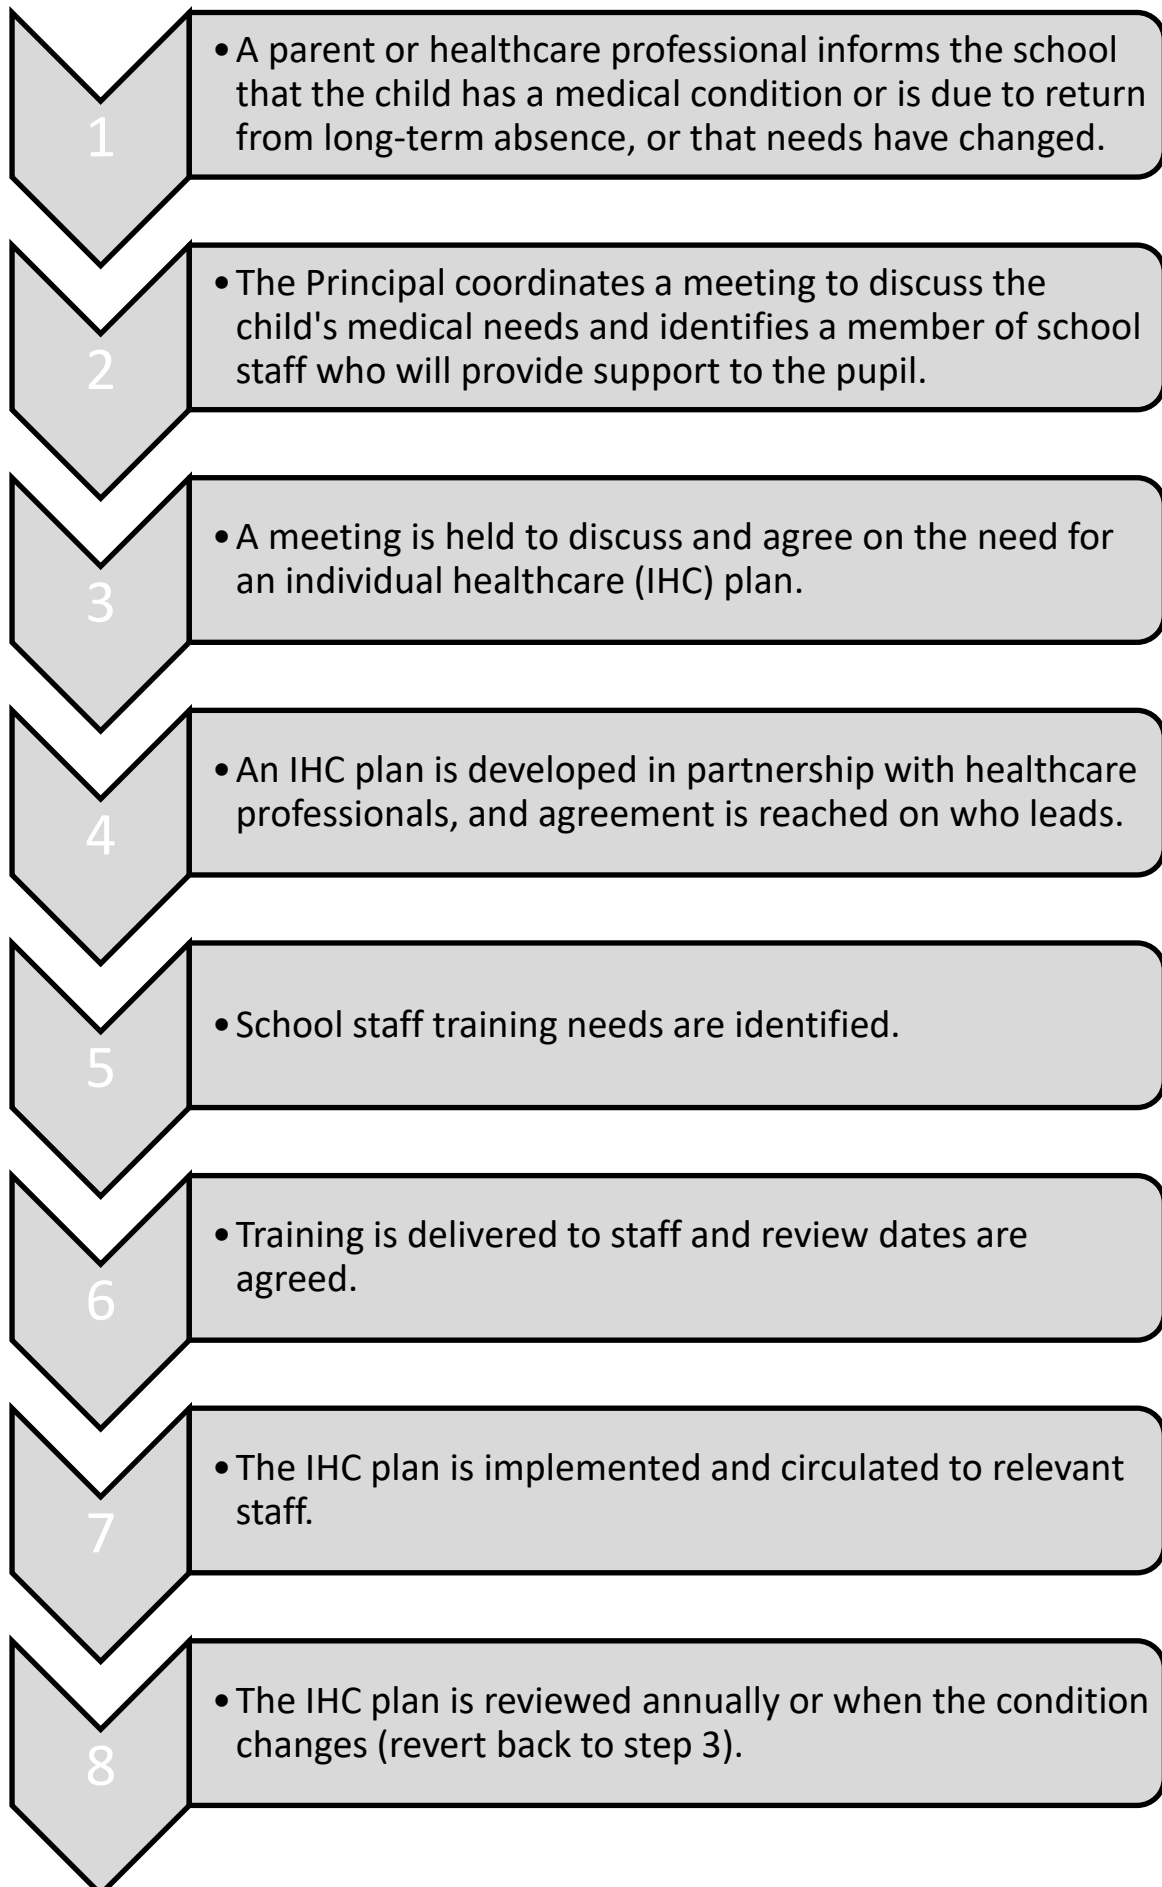 1
• A parent or healthcare professional informs the school
that the child has a medical condition or is due to return
from long-term absence, or that needs have changed.
2
• The Principal coordinates a meeting to discuss the
child's medical needs and identifies a member of school
staff who will provide support to the pupil.
3
• A meeting is held to discuss and agree on the need for
an individual healthcare (IHC) plan.
4
• An IHC plan is developed in partnership with healthcare
professionals, and agreement is reached on who leads.
5
• School staff training needs are identified.
6
• Training is delivered to staff and review dates are
agreed.
7
• The IHC plan is implemented and circulated to relevant
staff.
8
• The IHC plan is reviewed annually or when the condition
changes (revert back to step 3).